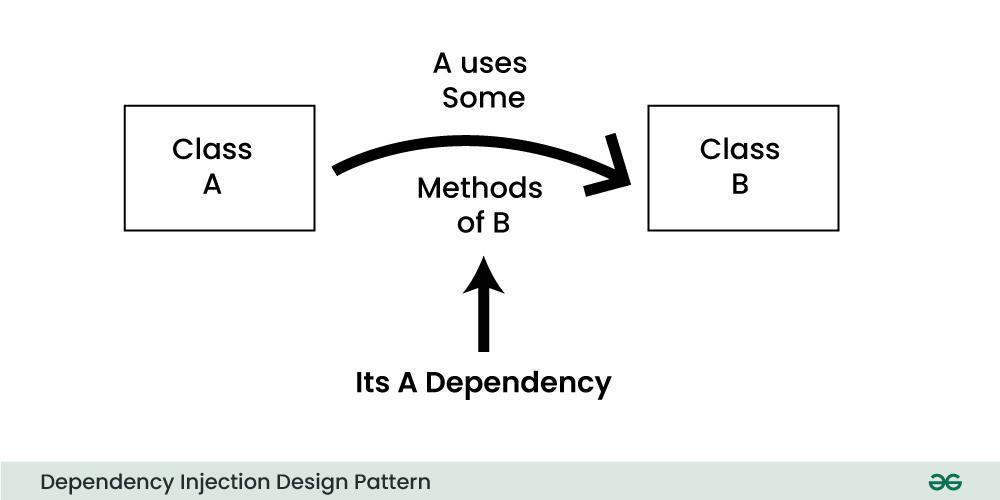 A uses
Some
Class
A
Methods
of B
Class
B
Its A Dependency
Dependency Injection Design Pattern